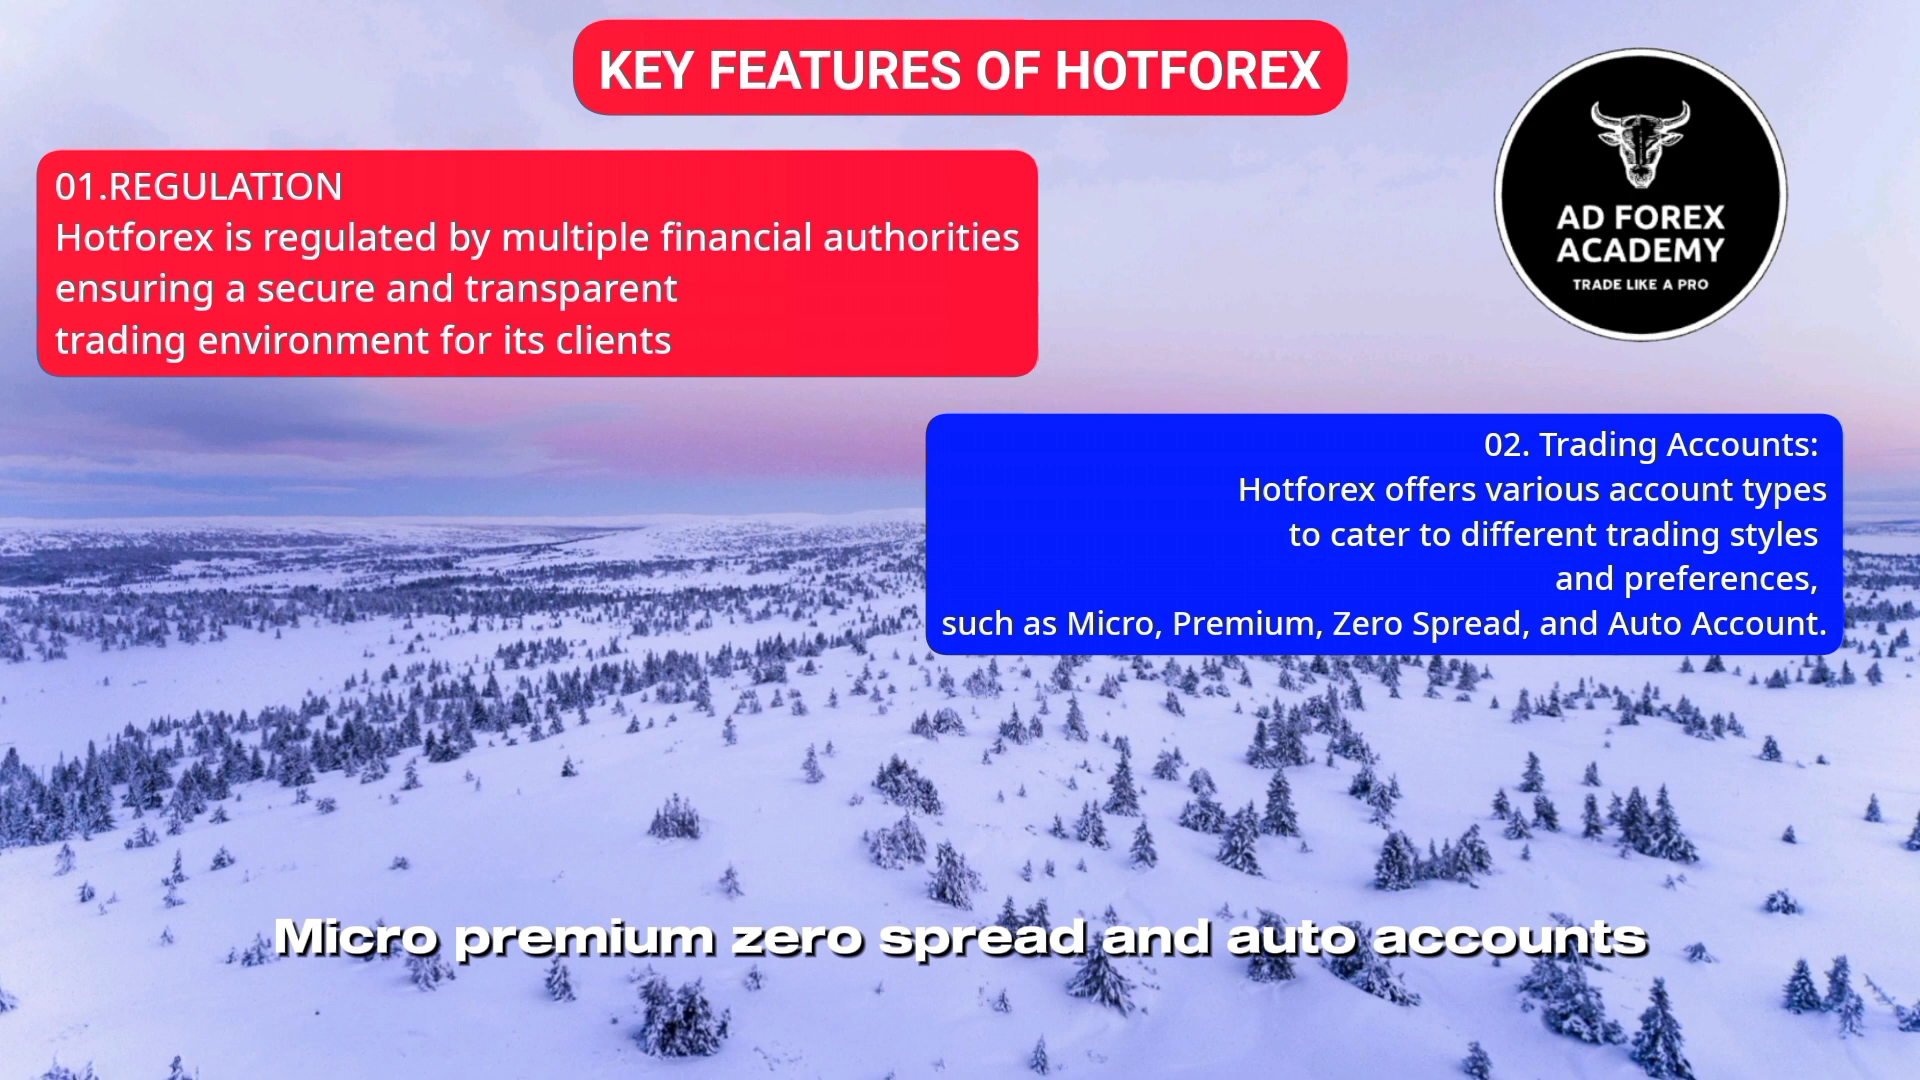 KEY FEATURES OF HOTFOREX
01.REGULATION
Hotforex is regulated by multiple financial authorities
ensuring a secure and transparent
trading environment for its clients
AD FOREX
ACADEMY
TRADE LIKE A PRO
02. Trading Accounts:
Hotforex offers various account types
to cater to different trading styles
and preferences,
such as Micro, Premium, Zero Spread, and Auto Account.
Micro premium zero spread and auto accounts